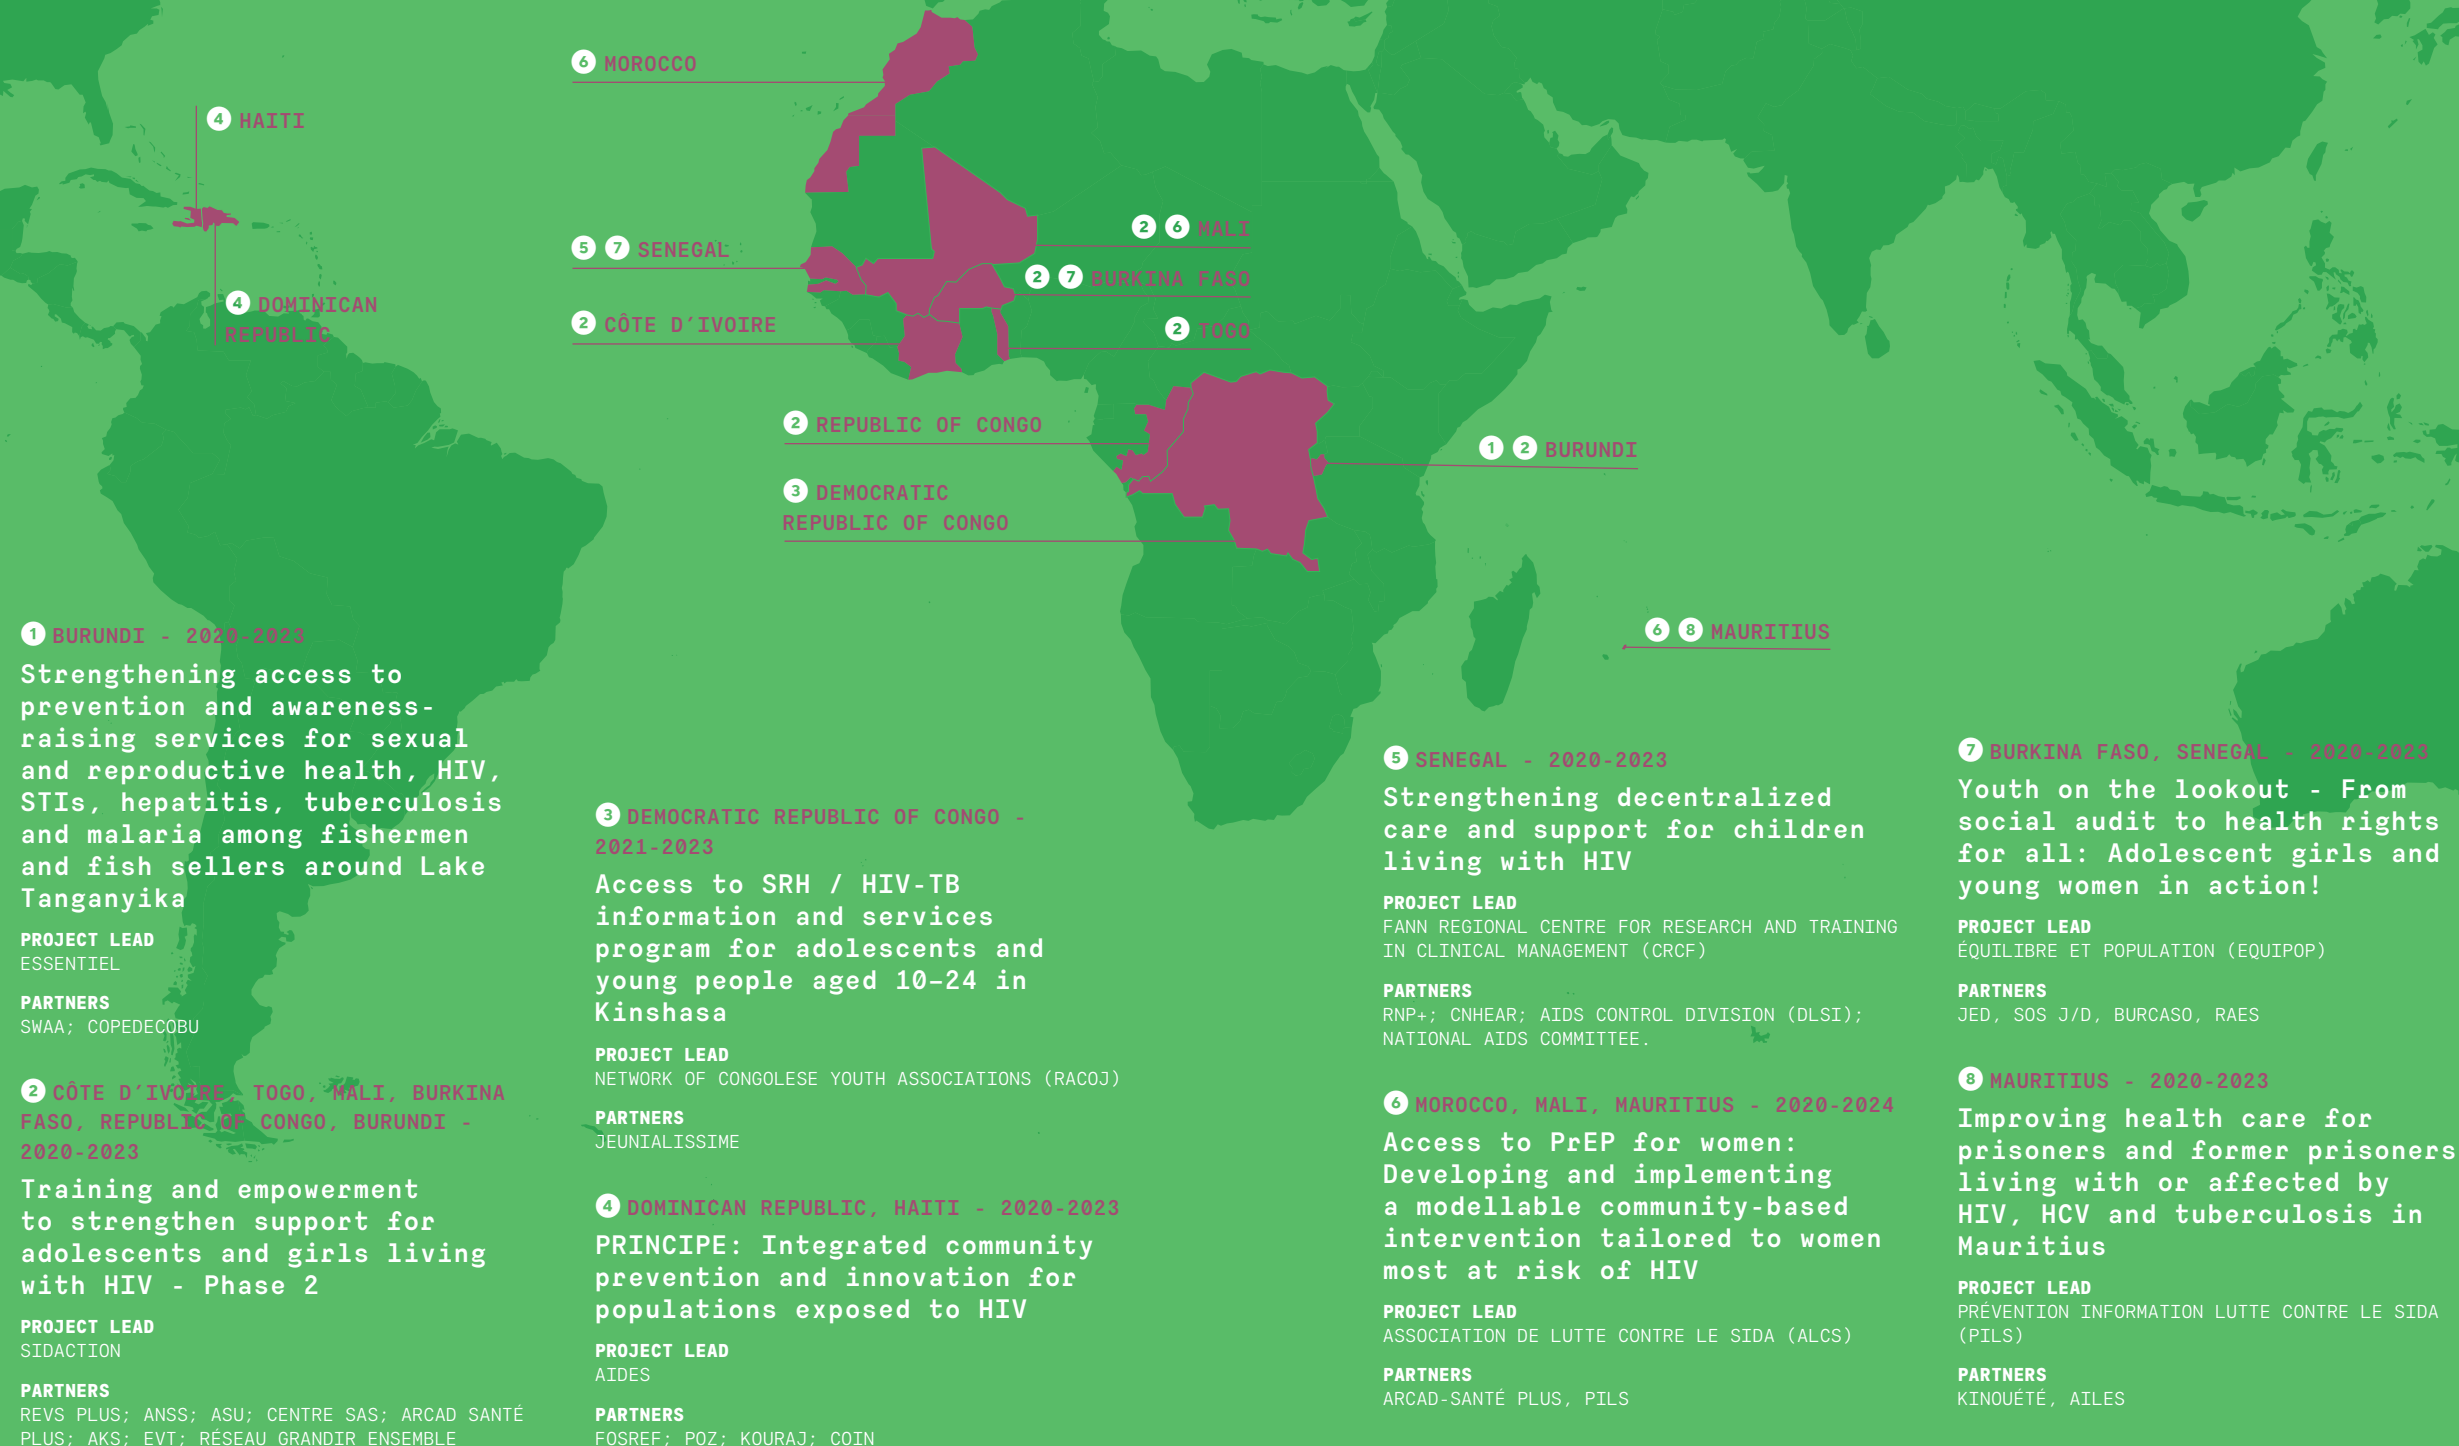 6 MOROCCO
4 HAITI
5 7 SENEGAL
2 6 MALI
2 7 BURKINA FASO
4 DOMINICAN
REPUBLIC
2 CÔTE D’IVOIRE
2 TOGO
2 REPUBLIC OF CONGO
1 2 BURUNDI
3 DEMOCRATIC
REPUBLIC OF CONGO
6 8 MAURITIUS
1 BURUNDI - 2020-2023
Strengthening access to
prevention and awareness-
raising services for sexual
and reproductive health, HIV,
STIs, hepatitis, tuberculosis
and malaria among fishermen
and fish sellers around Lake
Tanganyika
PROJECT LEAD
ESSENTIEL
PARTNERS
SWAA; COPEDECOBU
2 CÔTE D’IVOIRE, TOGO, MALI, BURKINA
FASO, REPUBLIC OF CONGO, BURUNDI -
2020-2023
Training and empowerment
to strengthen support for
adolescents and girls living
with HIV - Phase 2
PROJECT LEAD
SIDACTION
PARTNERS
REVS PLUS; ANSS; ASU; CENTRE SAS; ARCAD SANTÉ
PLUS; AKS; EVT; RÉSEAU GRANDIR ENSEMBLE
3 DEMOCRATIC REPUBLIC OF CONGO -
2021-2023
Access to SRH / HIV-TB
information and services
program for adolescents and
young people aged 10–24 in
Kinshasa
PROJECT LEAD
NETWORK OF CONGOLESE YOUTH ASSOCIATIONS (RACOJ)
PARTNERS
JEUNIALISSIME
4 DOMINICAN REPUBLIC, HAITI - 2020-2023
PRINCIPE: Integrated community
prevention and innovation for
populations exposed to HIV
PROJECT LEAD
AIDES
PARTNERS
FOSREF; POZ; KOURAJ; COIN
5 SENEGAL - 2020-2023
Strengthening decentralized
care and support for children
living with HIV
PROJECT LEAD
FANN REGIONAL CENTRE FOR RESEARCH AND TRAINING
IN CLINICAL MANAGEMENT (CRCF)
PARTNERS
RNP+; CNHEAR; AIDS CONTROL DIVISION (DLSI);
NATIONAL AIDS COMMITTEE.
6 MOROCCO, MALI, MAURITIUS - 2020-2024
Access to PrEP for women:
Developing and implementing
a modellable community-based
intervention tailored to women
most at risk of HIV
PROJECT LEAD
ASSOCIATION DE LUTTE CONTRE LE SIDA (ALCS)
PARTNERS
ARCAD-SANTÉ PLUS, PILS
7 BURKINA FASO, SENEGAL - 2020-2023
Youth on the lookout - From
social audit to health rights
for all: Adolescent girls and
young women in action!
PROJECT LEAD
ÉQUILIBRE ET POPULATION (EQUIPOP)
PARTNERS
JED, SOS J/D, BURCASO, RAES
8 MAURITIUS - 2020-2023
Improving health care for
prisoners and former prisoners
living with or affected by
HIV, HCV and tuberculosis in
Mauritius
PROJECT LEAD
PRÉVENTION INFORMATION LUTTE CONTRE LE SIDA
(PILS)
PARTNERS
KINOUÉTÉ, AILES